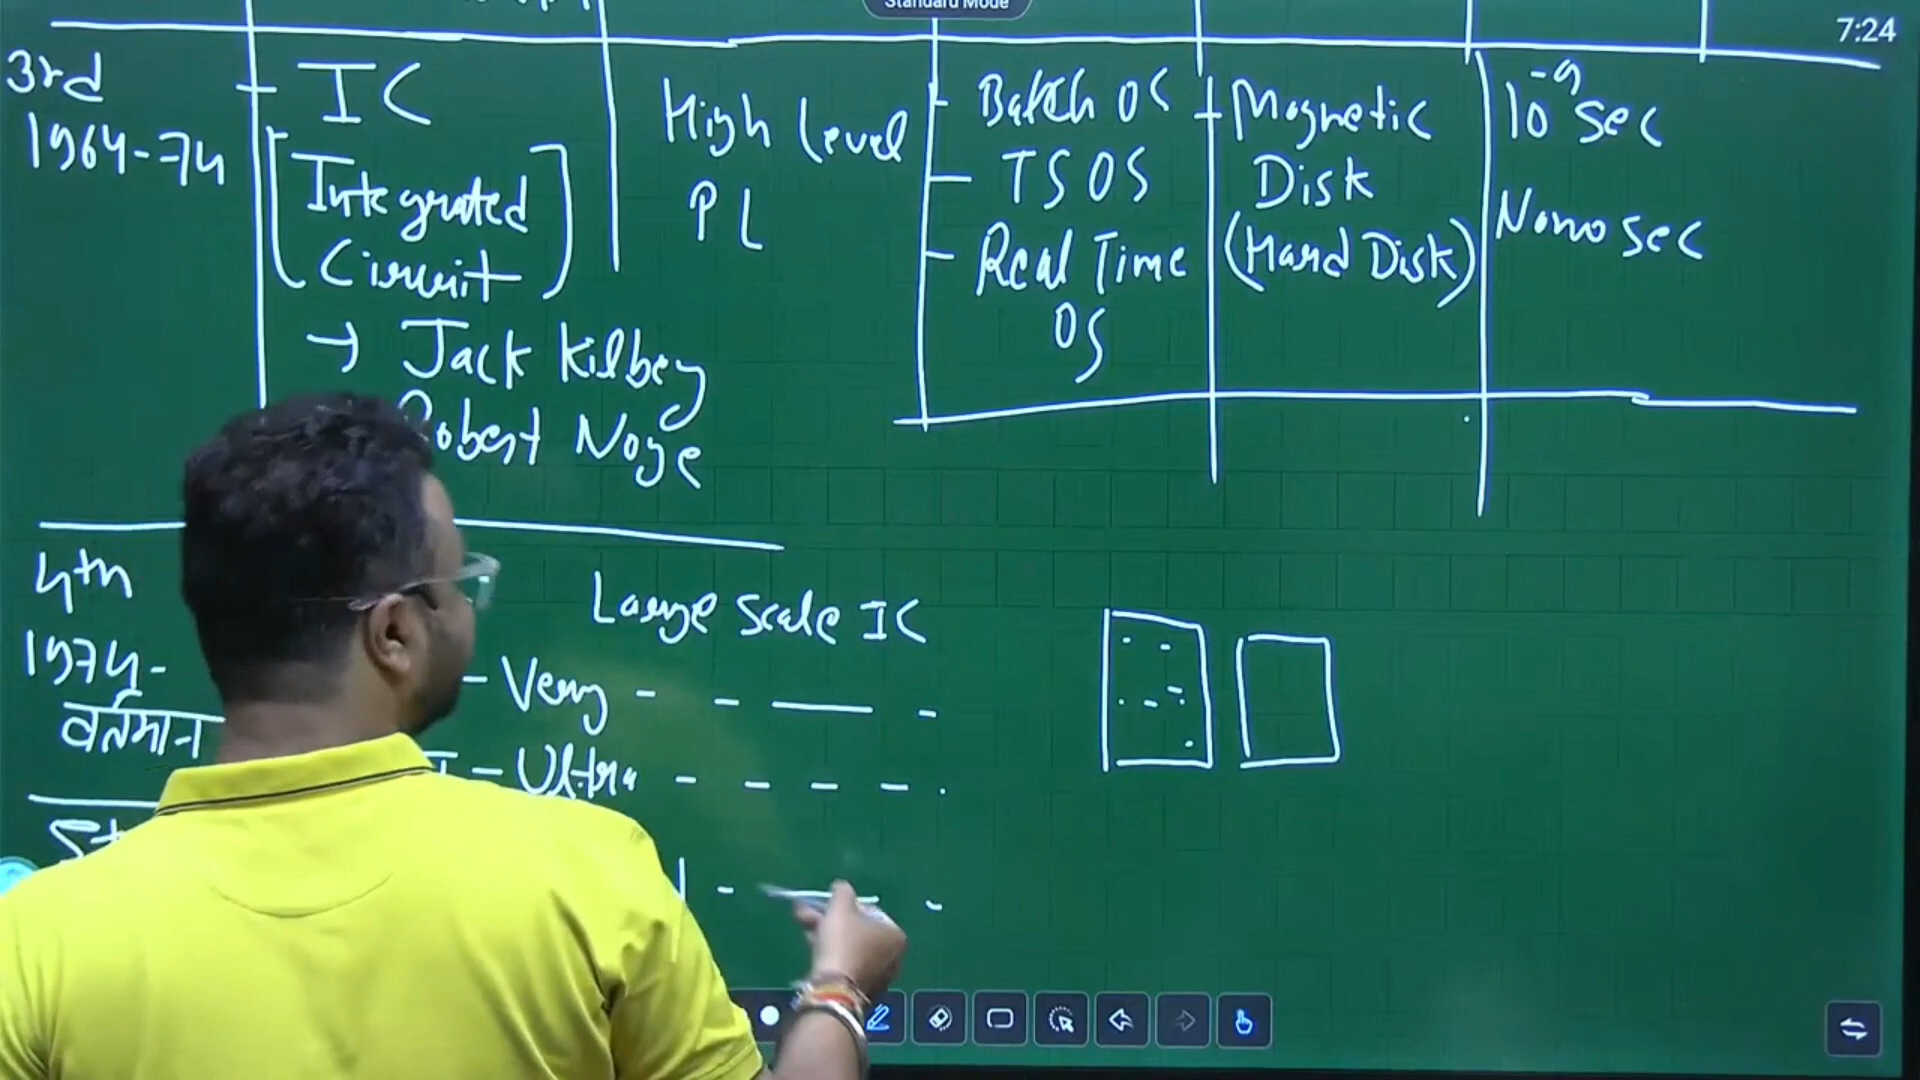 Standard Mode
7:24
3rd
1964-74
IC
[Integrated
Circuit]
→ Jack Kilbey
Robert Noye
High Level
PL
- Batch OS
- TSOS
- Real Time
OS
- Magnetic
Disk
(Hard Disk)
10⁻⁹ sec
Nano sec
4th
1974-
वर्तमान
Large Scale IC
- Very - - — -
- Ultra - - - - .